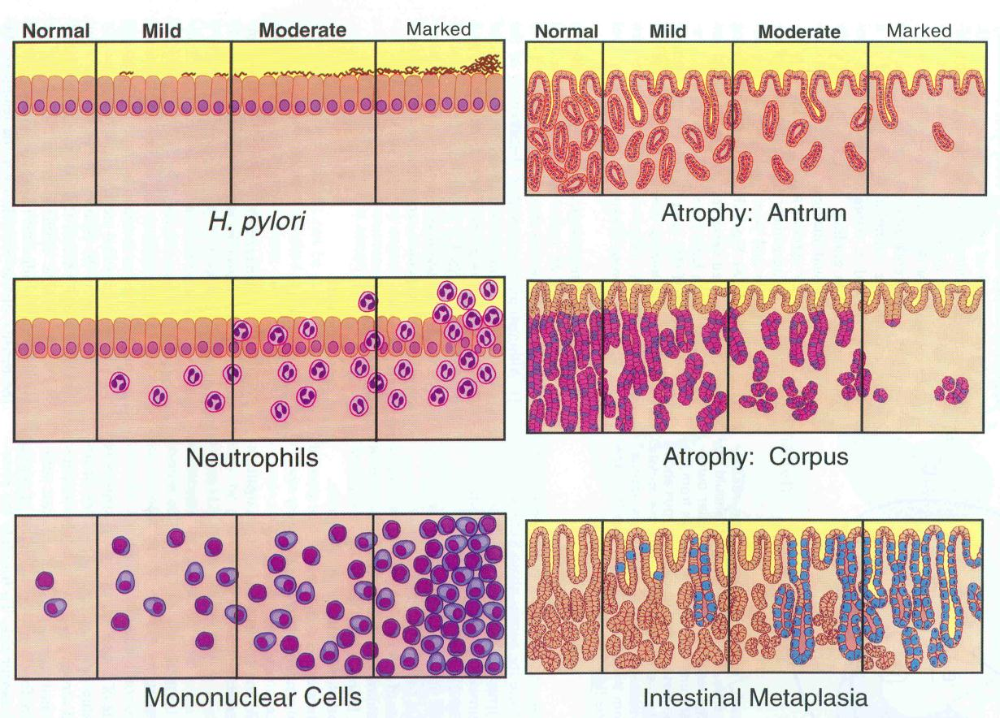 Normal Mild Moderate Marked
H. pylori
Neutrophils
Mononuclear Cells
Normal Mild Moderate Marked
Atrophy: Antrum
Atrophy: Corpus
Intestinal Metaplasia